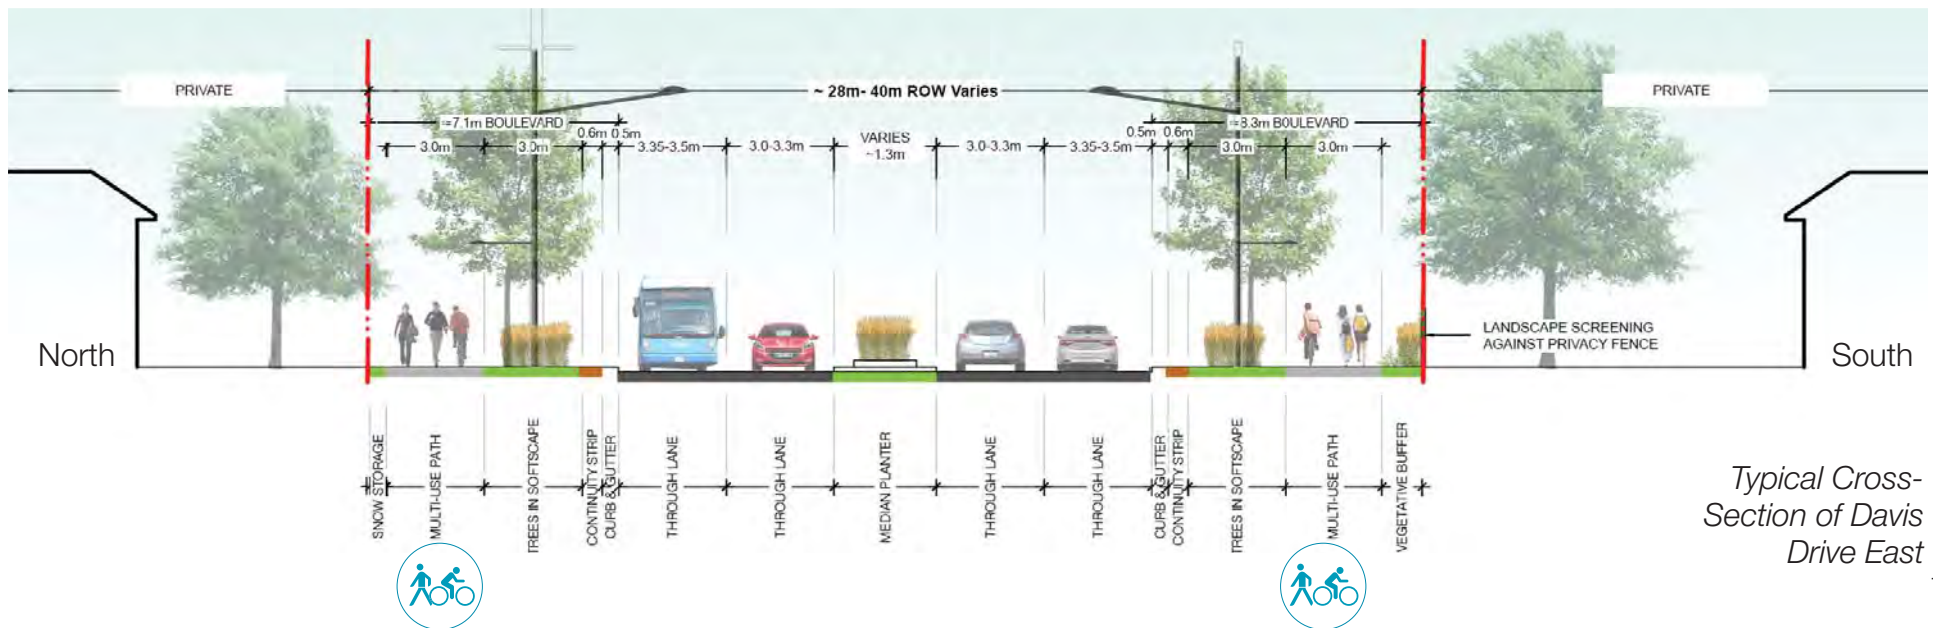 PRIVATE
~ 28m- 40m ROW Varies
PRIVATE
≈7.1m BOULEVARD
≈8.3m BOULEVARD
0.6m 0.5m
0.5m 0.6m
3.0m
3.0m
3.35-3.5m
3.0-3.3m
VARIES
~1.3m
3.0-3.3m
3.35-3.5m
3.0m
3.0m
LANDSCAPE SCREENING
AGAINST PRIVACY FENCE
North
South
SNOW STORAGE
MULTI-USE PATH
TREES IN SOFTSCAPE
CONTINUITY STRIP
CURB & GUTTER
THROUGH LANE
THROUGH LANE
MEDIAN PLANTER
THROUGH LANE
THROUGH LANE
CURB & GUTTER
CONTINUITY STRIP
TREES IN SOFTSCAPE
MULTI-USE PATH
VEGETATIVE BUFFER
Typical Cross-
Section of Davis
Drive East